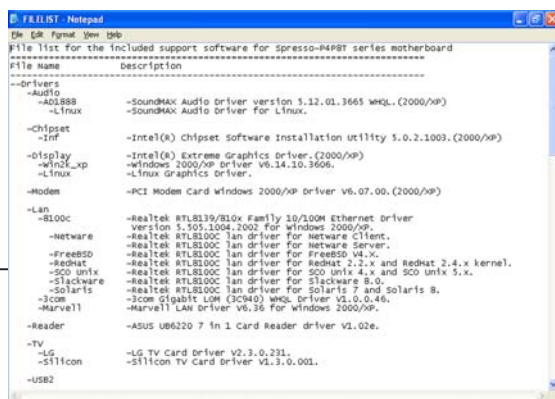 FILELIST - Notepad
File Edit Format View Help
File list for the included support software for Spresso-P4P8T series motherboard
File Name Description
--Drivers
-Audio
-AD1888 -SoundMAX Audio Driver version 5.12.01.3665 WHQL.(2000/XP)
-Linux -SoundMAX Audio Driver for Linux.
-Chipset
-Inf -Intel(R) Chipset Software Installation Utility 5.0.2.1003.(2000/XP)
-Display -Intel(R) Extreme Graphics Driver.(2000/XP)
-Win2k_xp -Windows 2000/XP Driver V6.14.10.3606.
-Linux -Linux Graphics Driver.
-Modem -PCI Modem Card Windows 2000/XP Driver V6.07.00.(2000/XP)
-Lan
-8100c -Realtek RTL8139/810x Family 10/100M Ethernet Driver
Version 5.505.1004.2002 for Windows 2000/XP.
-Netware -Realtek RTL8100C lan driver for Netware Client.
-Realtek RTL8100C lan driver for Netware Server.
-FreeBSD -Realtek RTL8100C lan driver for FreeBSD V4.x.
-RedHat -Realtek RTL8100C lan driver for RedHat 2.2.x and RedHat 2.4.x kernel.
-SCO Unix -Realtek RTL8100C lan driver for SCO Unix 4.x and SCO Unix 5.x.
-Slackware -Realtek RTL8100C lan driver for Slackware 8.0.
-Solaris -Realtek RTL8100C lan driver for Solaris 7 and Solaris 8.
-3com -3com Gigabit LOM (3C940) WHQL Driver V1.0.0.46.
-Marvell -Marvell LAN Driver V6.36 for Windows 2000/XP.
-Reader -ASUS UB6220 7 in 1 Card Reader driver V1.02e.
-TV
-LG -LG TV Card Driver V2.3.0.231.
-Silicon -Silicon TV Card Driver V1.3.0.001.
-USB2